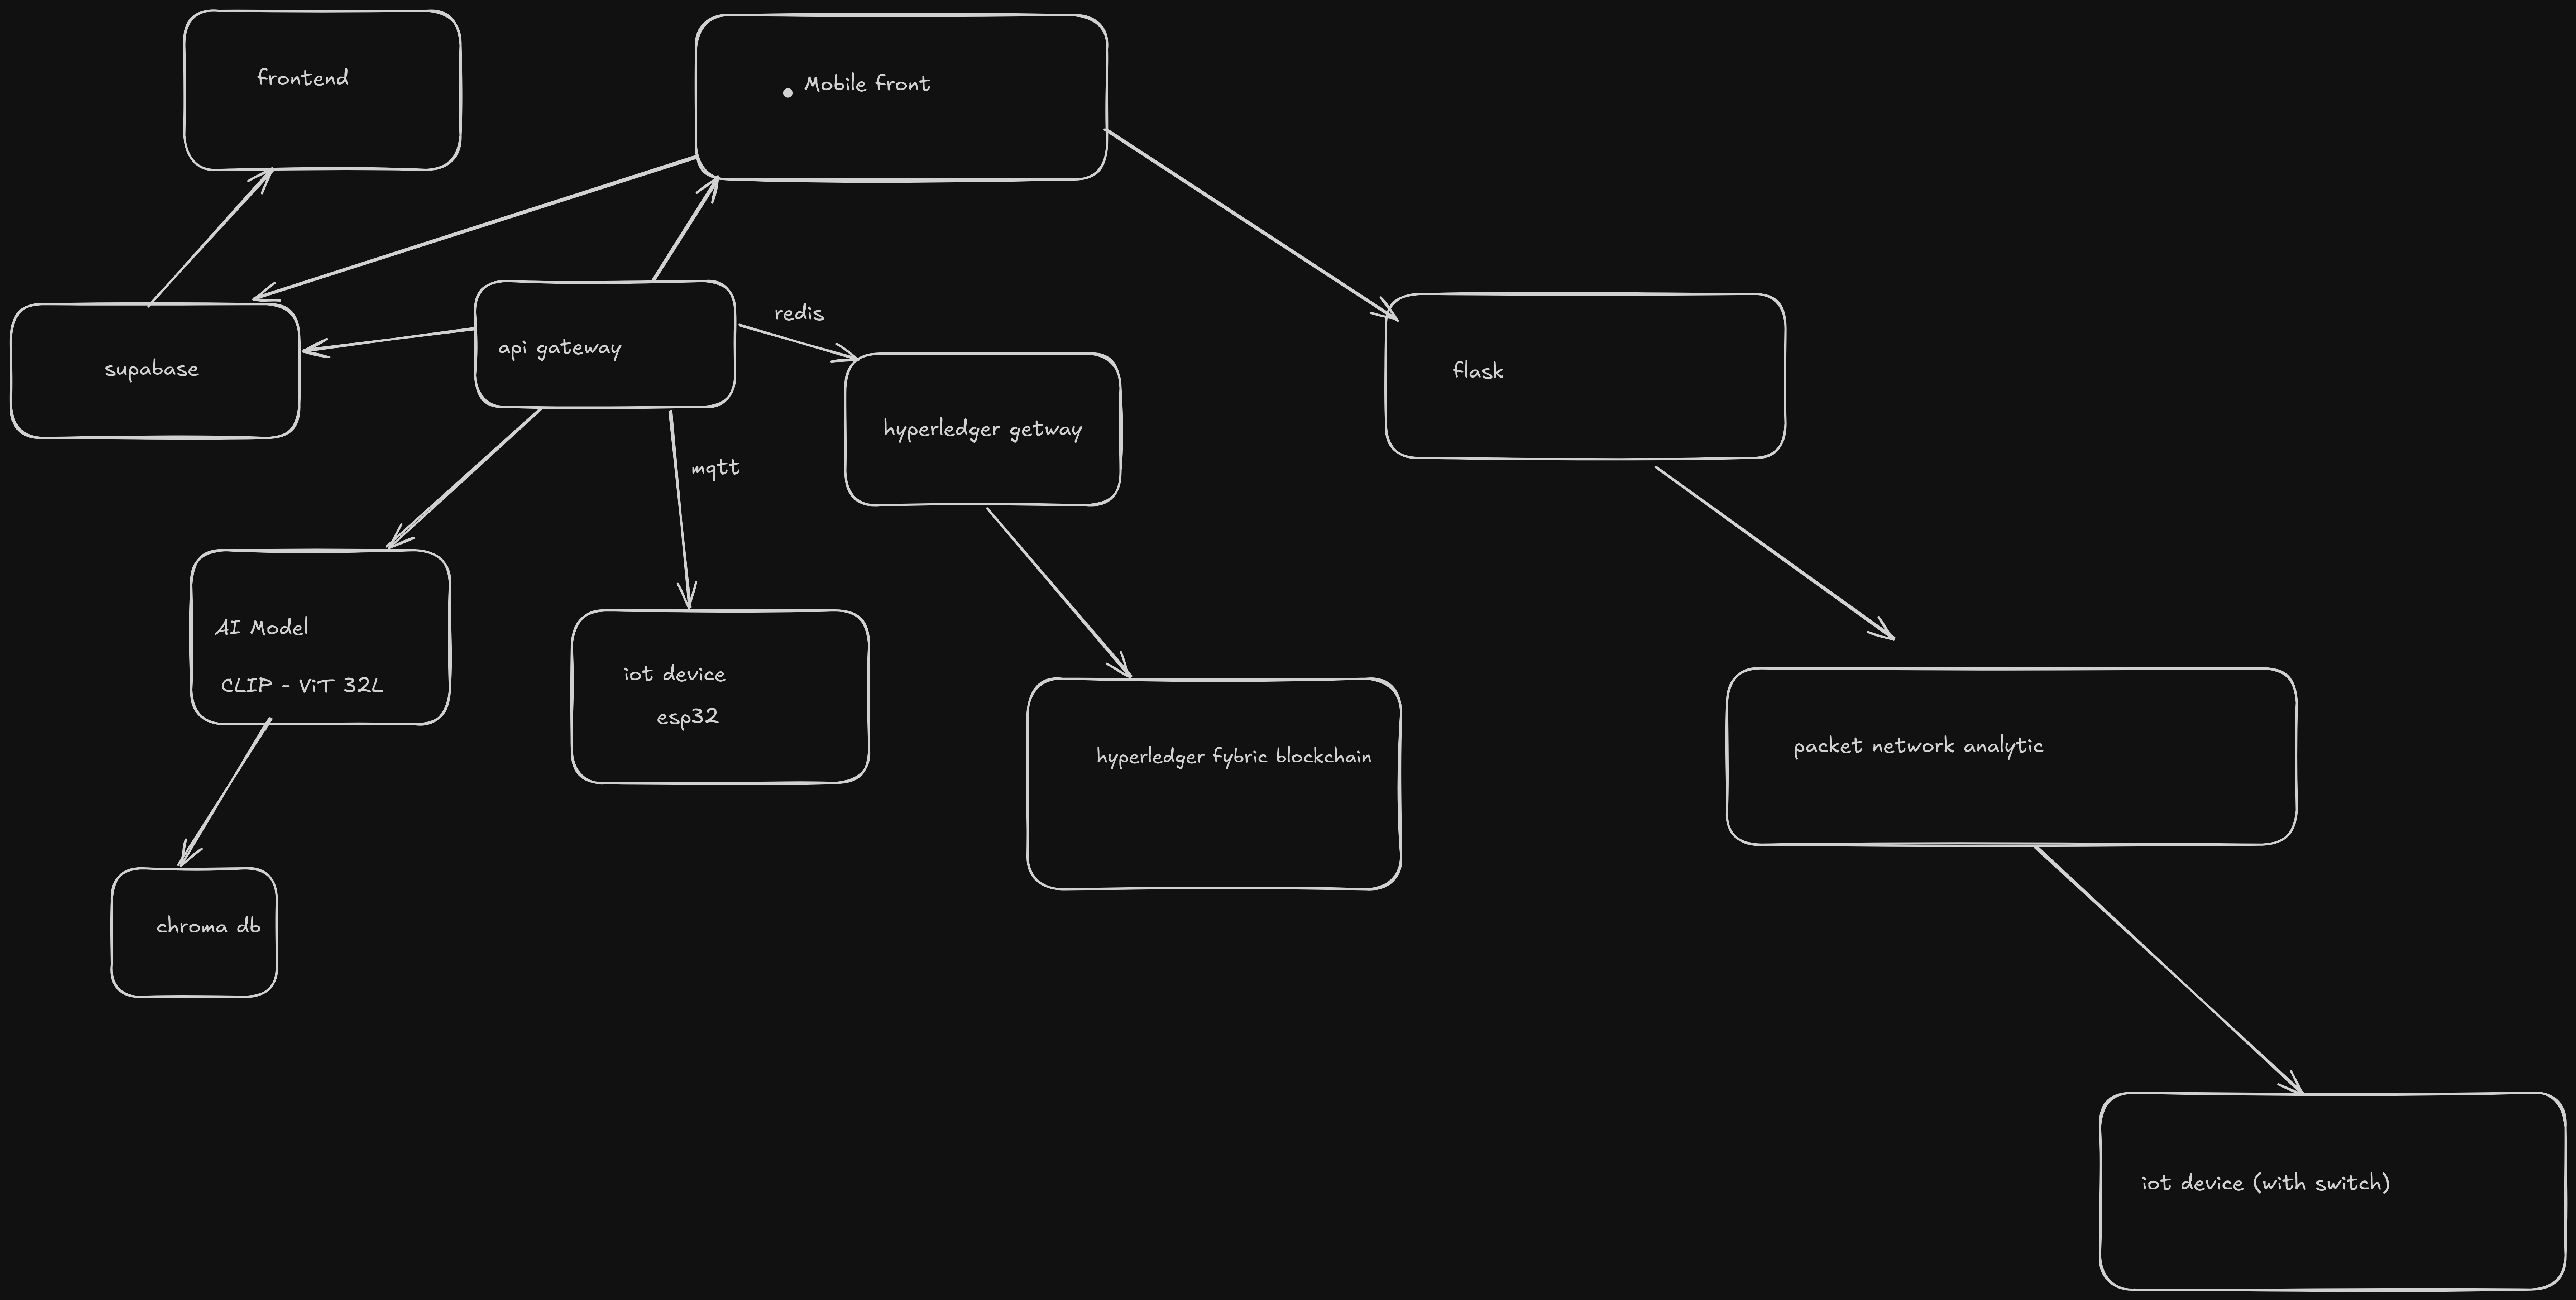 frontend
Mobile front
redis
supabase
api gateway
flask
hyperledger getway
mqtt
AI Model
CLIP - ViT 32L
iot device
esp32
hyperledger fybric blockchain
packet network analytic
chroma db
iot device (with switch)